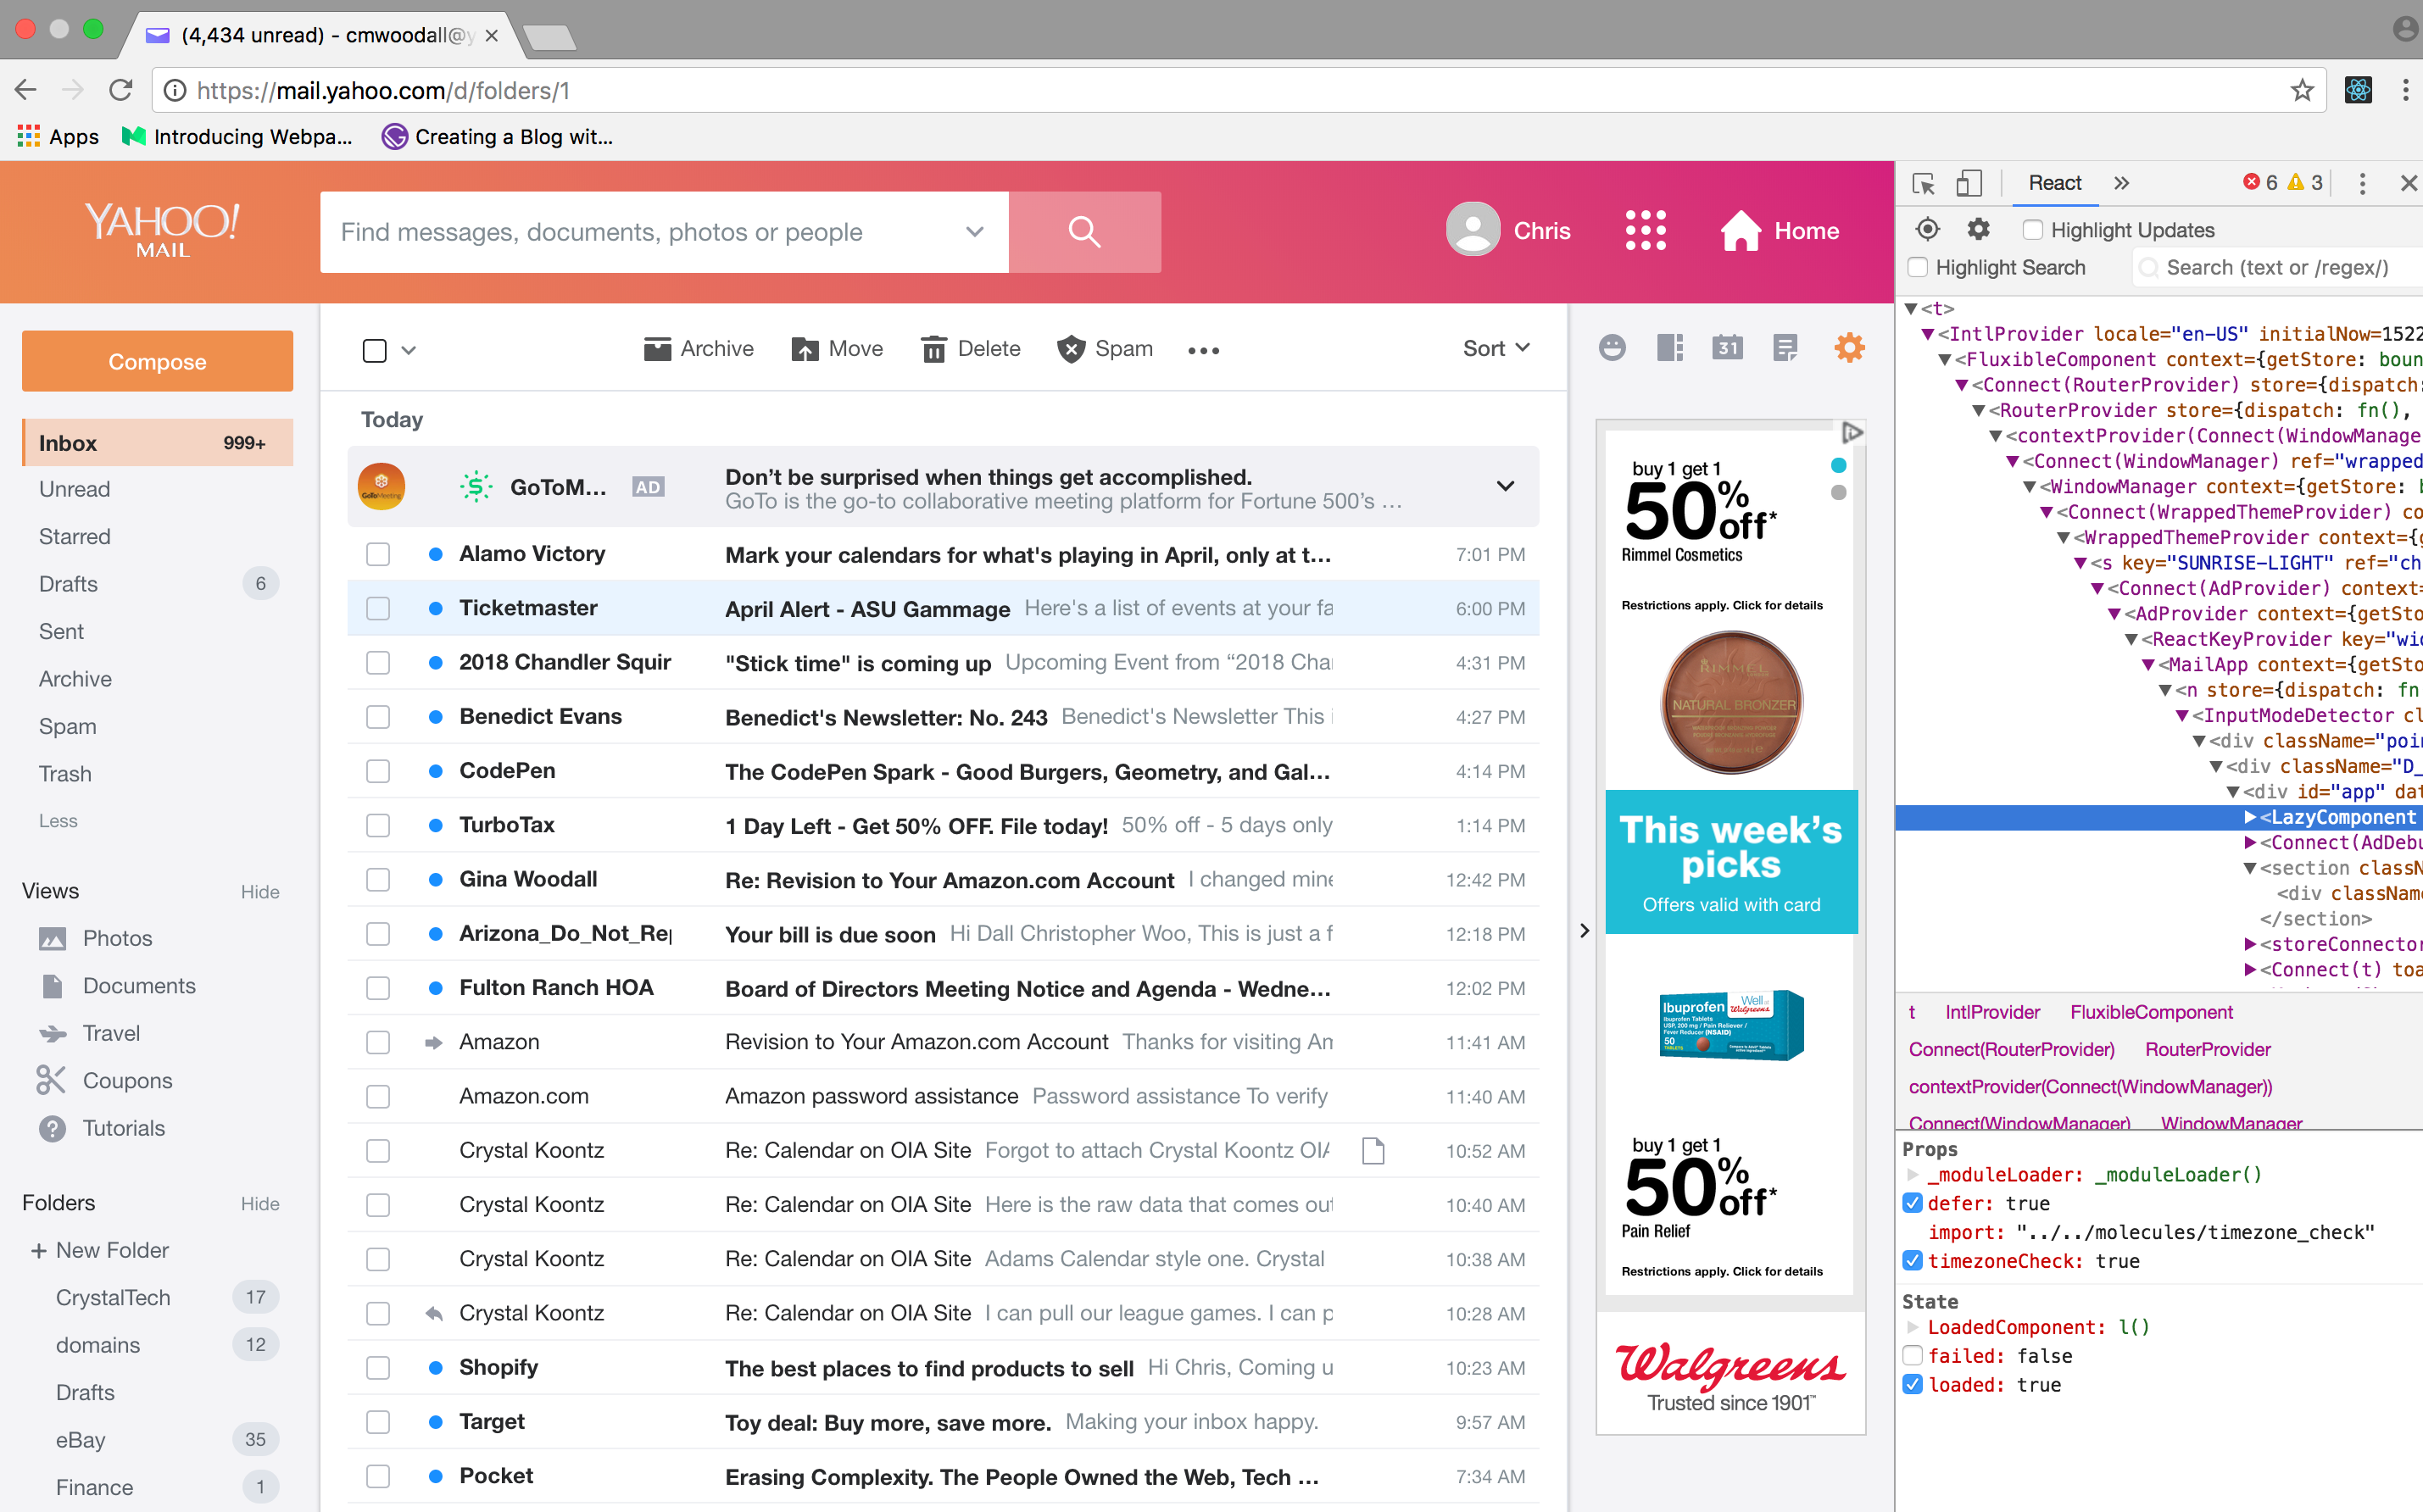 (4,434 unread) - cmwoodall@y
https://mail.yahoo.com/d/folders/1
Apps
Introducing Webpa...
Creating a Blog wit...
YAHOO!
MAIL
Find messages, documents, photos or people
Chris
Home
Compose
Inbox 999+
Unread
Starred
Drafts 6
Sent
Archive
Spam
Trash
Less
Views Hide
Photos
Documents
Travel
Coupons
Tutorials
Folders Hide
+ New Folder
CrystalTech 17
domains 12
Drafts
eBay 35
Finance 1
Archive Move Delete Spam Sort
Today
GoToMeeting
GoToM... AD Don't be surprised when things get accomplished.
GoTo is the go-to collaborative meeting platform for Fortune 500's ...
Alamo Victory Mark your calendars for what's playing in April, only at t... 7:01 PM
Ticketmaster April Alert - ASU Gammage Here's a list of events at your fa 6:00 PM
2018 Chandler Squir "Stick time" is coming up Upcoming Event from “2018 Cha 4:31 PM
Benedict Evans Benedict's Newsletter: No. 243 Benedict's Newsletter This i 4:27 PM
CodePen The CodePen Spark - Good Burgers, Geometry, and Gal... 4:14 PM
TurboTax 1 Day Left - Get 50% OFF. File today! 50% off - 5 days only 1:14 PM
Gina Woodall Re: Revision to Your Amazon.com Account I changed mine 12:42 PM
Arizona_Do_Not_Rep Your bill is due soon Hi Dall Christopher Woo, This is just a f 12:18 PM
Fulton Ranch HOA Board of Directors Meeting Notice and Agenda - Wedne... 12:02 PM
Amazon Revision to Your Amazon.com Account Thanks for visiting Am 11:41 AM
Amazon.com Amazon password assistance Password assistance To verify 11:40 AM
Crystal Koontz Re: Calendar on OIA Site Forgot to attach Crystal Koontz OIA 10:52 AM
Crystal Koontz Re: Calendar on OIA Site Here is the raw data that comes out 10:40 AM
Crystal Koontz Re: Calendar on OIA Site Adams Calendar style one. Crystal 10:38 AM
Crystal Koontz Re: Calendar on OIA Site I can pull our league games. I can p 10:28 AM
Shopify The best places to find products to sell Hi Chris, Coming u 10:23 AM
Target Toy deal: Buy more, save more. Making your inbox happy. 9:57 AM
Pocket Erasing Complexity. The People Owned the Web, Tech ... 7:34 AM
31
buy 1 get 1
50% off*
Rimmel Cosmetics
Restrictions apply. Click for details
RIMMEL
NATURAL BRONZER
This week's
picks
Offers valid with card
Ibuprofen
Well at Walgreens
Ibuprofen Tablets
USP, 200 mg / Pain Reliever /
Fever Reducer (NSAID)
50
TABLETS
buy 1 get 1
50% off*
Pain Relief
Restrictions apply. Click for details
Walgreens
Trusted since 1901
React 6 3
Highlight Updates
Highlight Search Search (text or /regex/)
<t>
<IntlProvider locale="en-US" initialNow=1522
<FluxibleComponent context={getStore: boun
<Connect(RouterProvider) store={dispatch:
<RouterProvider store={dispatch: fn(),
<contextProvider(Connect(WindowManage
<Connect(WindowManager) ref="wrapped
<WindowManager context={getStore: b
<Connect(WrappedThemeProvider) co
<WrappedThemeProvider context={g
<s key="SUNRISE-LIGHT" ref="ch
<Connect(AdProvider) context=
<AdProvider context={getSto
<ReactKeyProvider key="wid
<MailApp context={getSto
<n store={dispatch: fn
<InputModeDetector cl
<div className="poin
<div className="D_
<div id="app" dat
<LazyComponent
<Connect(AdDebu
<section classN
<div className
</section>
<storeConnector
<Connect(t) toa
t IntlProvider FluxibleComponent
Connect(RouterProvider) RouterProvider
contextProvider(Connect(WindowManager))
Connect(WindowManager) WindowManager
Props
_moduleLoader: _moduleLoader()
defer: true
import: "../../molecules/timezone_check"
timezoneCheck: true
State
LoadedComponent: l()
failed: false
loaded: true